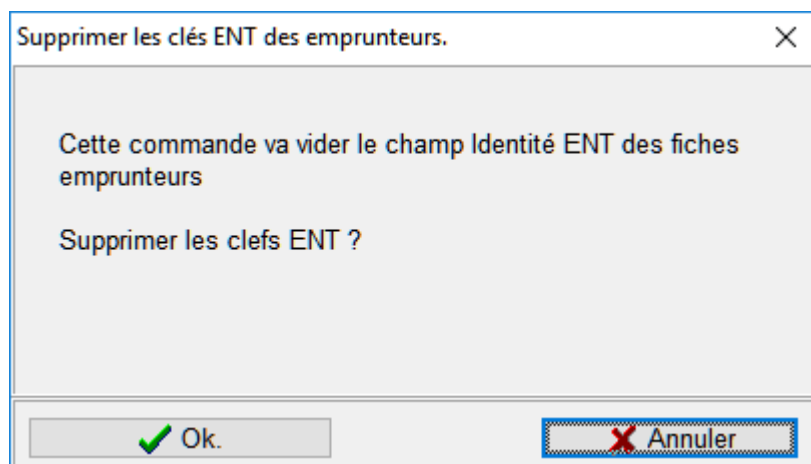 Supprimer les clés ENT des emprunteurs.
Cette commande va vider le champ Identité ENT des fiches
emprunteurs
Supprimer les clefs ENT ?
Ok.
Annuler